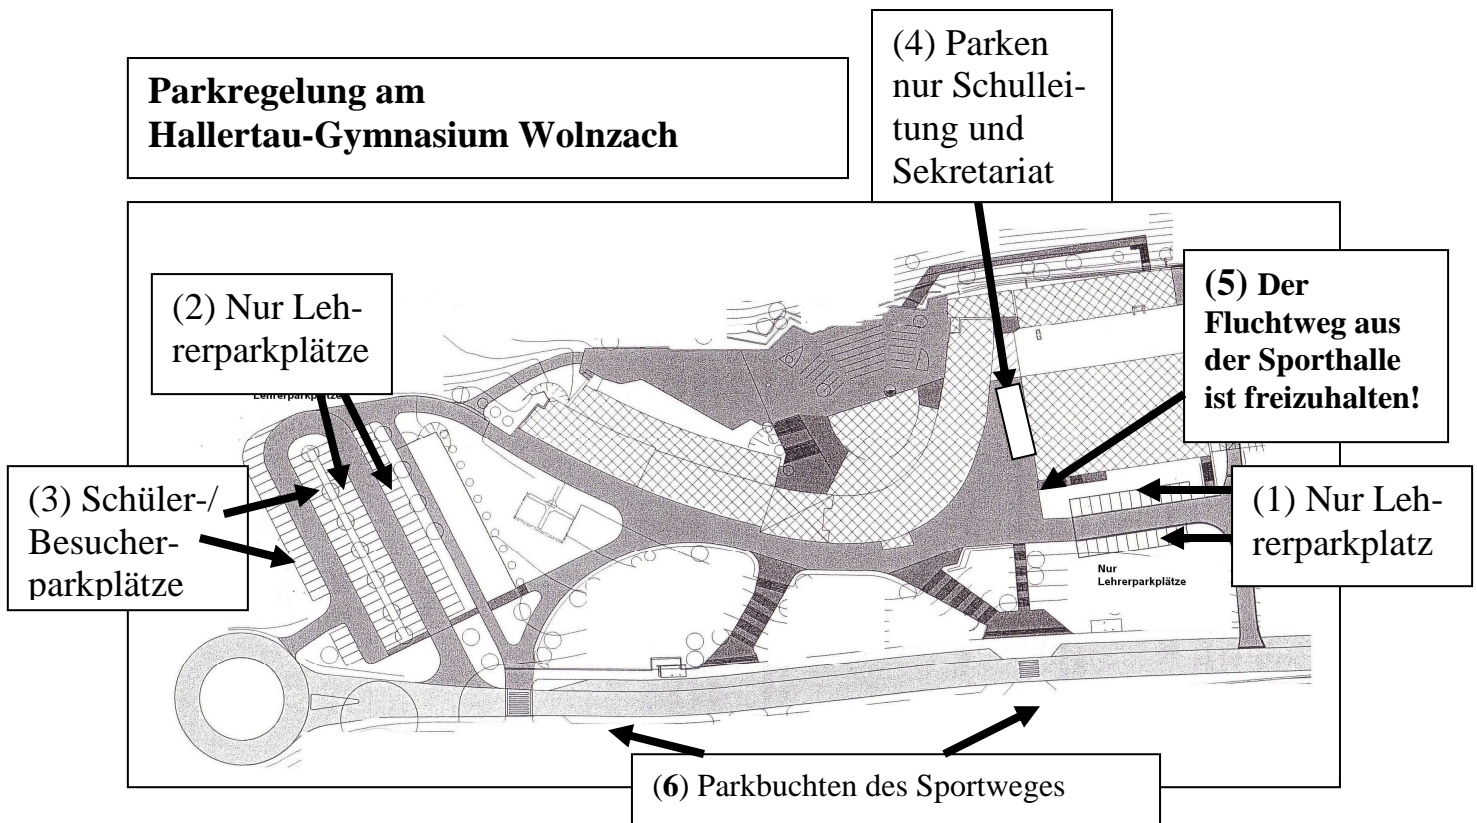 Parkregelung am
Hallertau-Gymnasium Wolnzach
(4) Parken
nur Schullei-
tung und
Sekretariat
(2) Nur Leh-
rerparkplätze
Lehrerparkplätze
(5) Der
Fluchtweg aus
der Sporthalle
ist freizuhalten!
(3) Schüler-/
Besucher-
parkplätze
(1) Nur Leh-
rerparkplatz
Nur
Lehrerparkplätze
(6) Parkbuchten des Sportweges